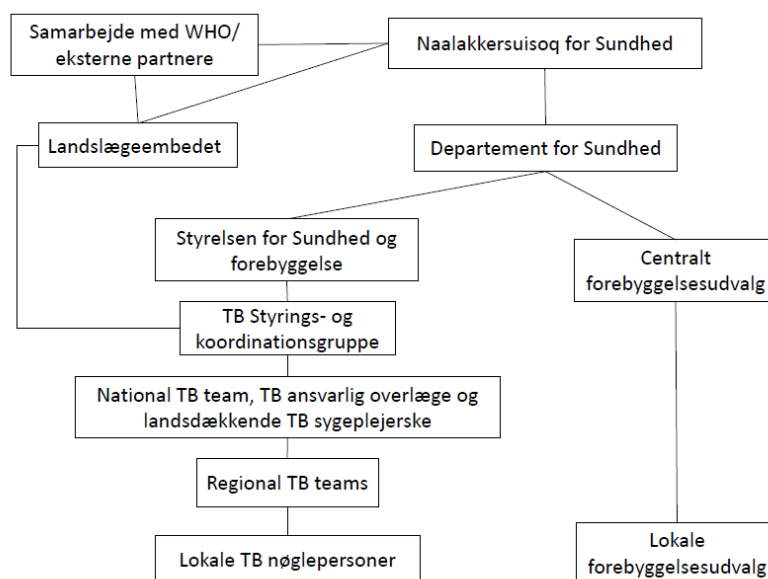 Samarbejde med WHO/
eksterne partnere
Naalakkersuisoq for Sundhed
Landslægeembedet
Departement for Sundhed
Styrelsen for Sundhed og
forebyggelse
Centralt
forebyggelsesudvalg
TB Styrings- og
koordinationsgruppe
National TB team, TB ansvarlig overlæge og
landsdækkende TB sygeplejerske
Regional TB teams
Lokale TB nøglepersoner
Lokale
forebyggelsesudvalg